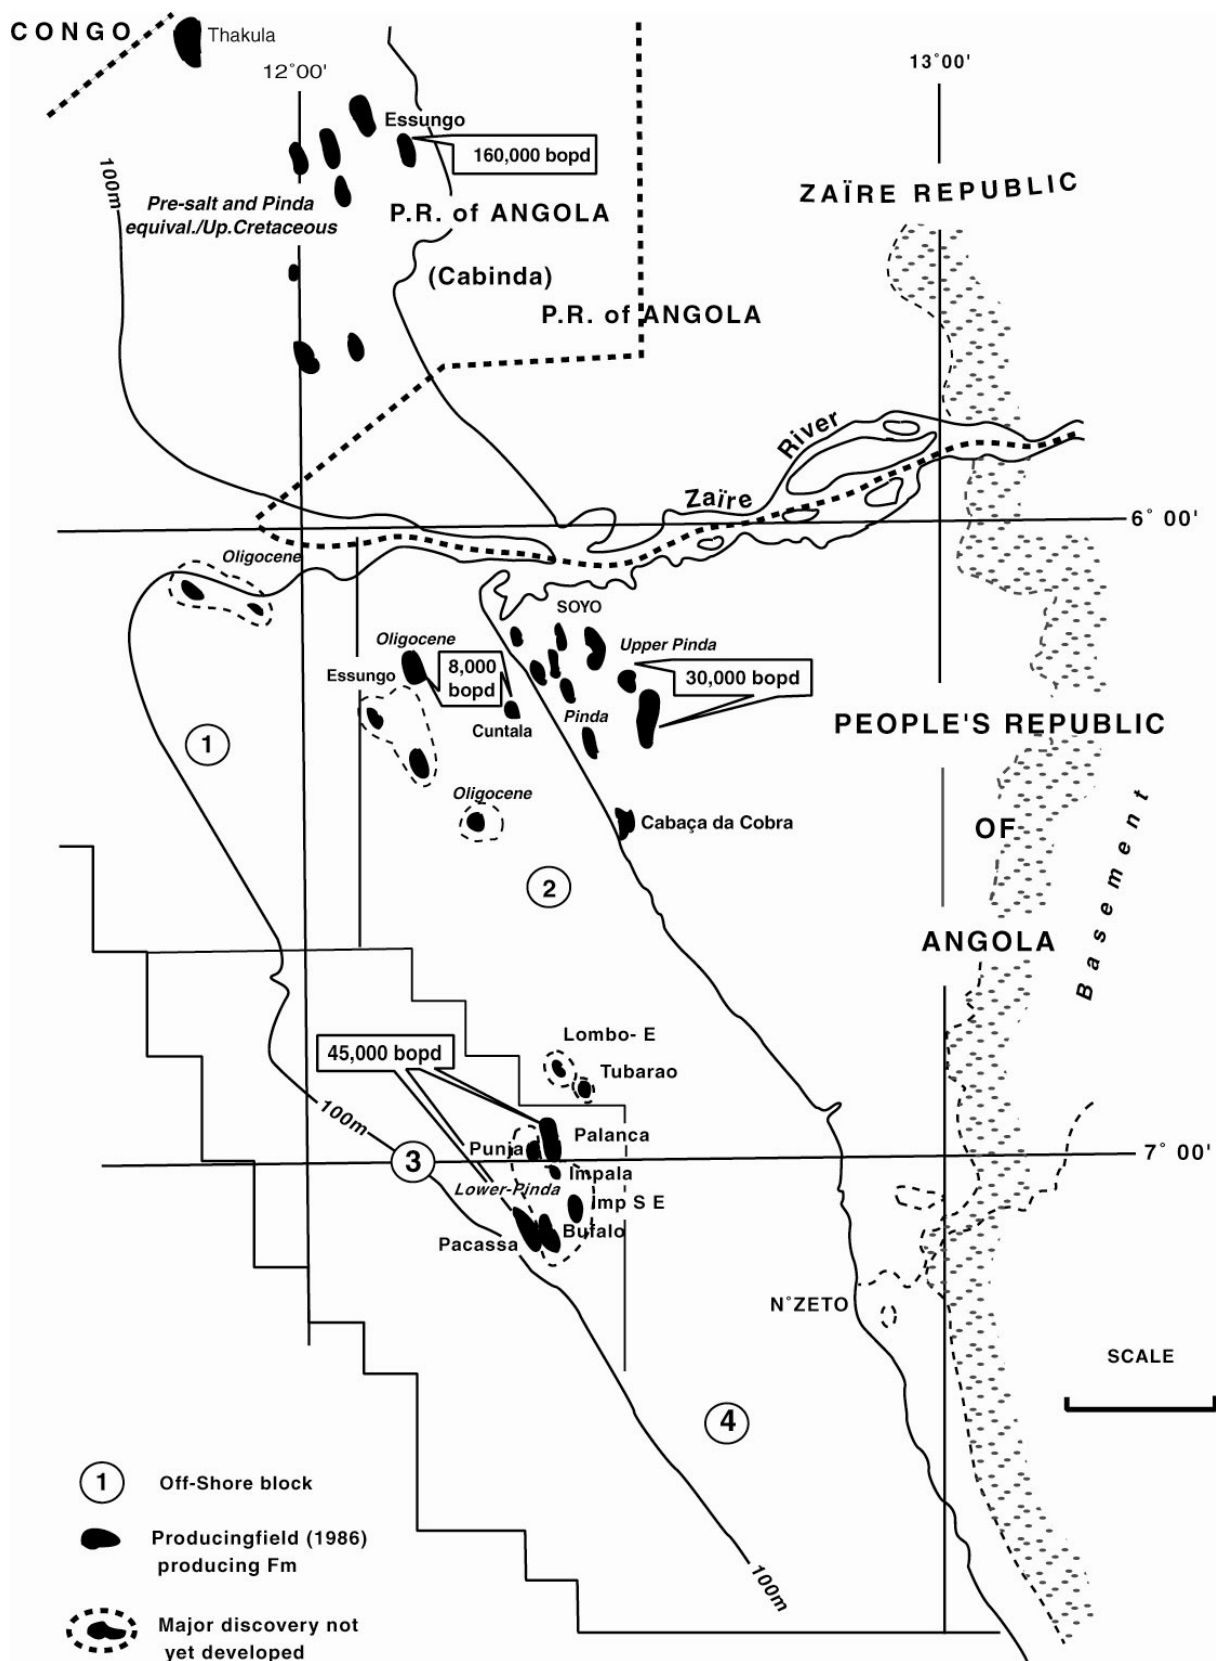 CONGO
Thakula
12°00'
13°00'
Essungo
160,000 bopd
100m
ZAÏRE REPUBLIC
Pre-salt and Pinda
equival./Up.Cretaceous
P.R. of ANGOLA
(Cabinda)
P.R. of ANGOLA
River
Zaïre
6° 00'
Oligocene
SOYO
Oligocene
Upper Pinda
Essungo
8,000
bopd
30,000 bopd
Pinda
Cuntala
PEOPLE'S REPUBLIC
1
Oligocene
Cabaça da Cobra
OF
Basement
2
ANGOLA
Lombo- E
45,000 bopd
Tubarao
100m
Punja
Palanca
3
7° 00'
Impala
Lower-Pinda
Imp S E
Pacassa
Bufalo
N°ZETO
SCALE
4
1
Off-Shore block
Producingfield (1986)
producing Fm
100m
Major discovery not
yet developed